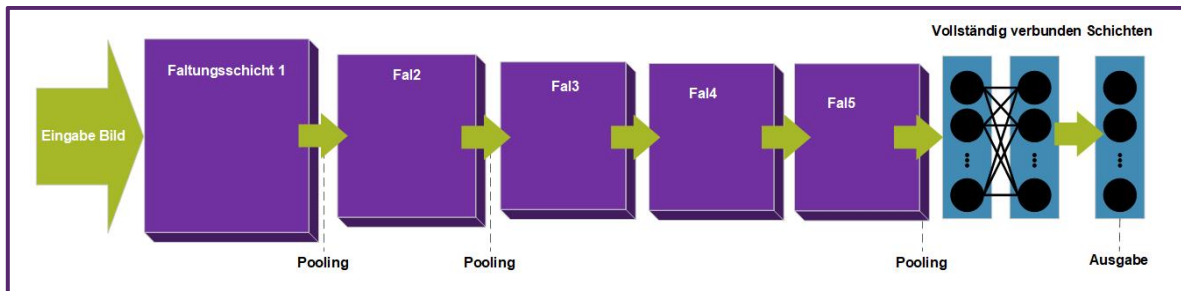 Vollständig verbunden Schichten
Faltungsschicht 1
Fal2
Fal3
Fal4
Fal5
Eingabe Bild
Pooling
Pooling
Pooling
Ausgabe